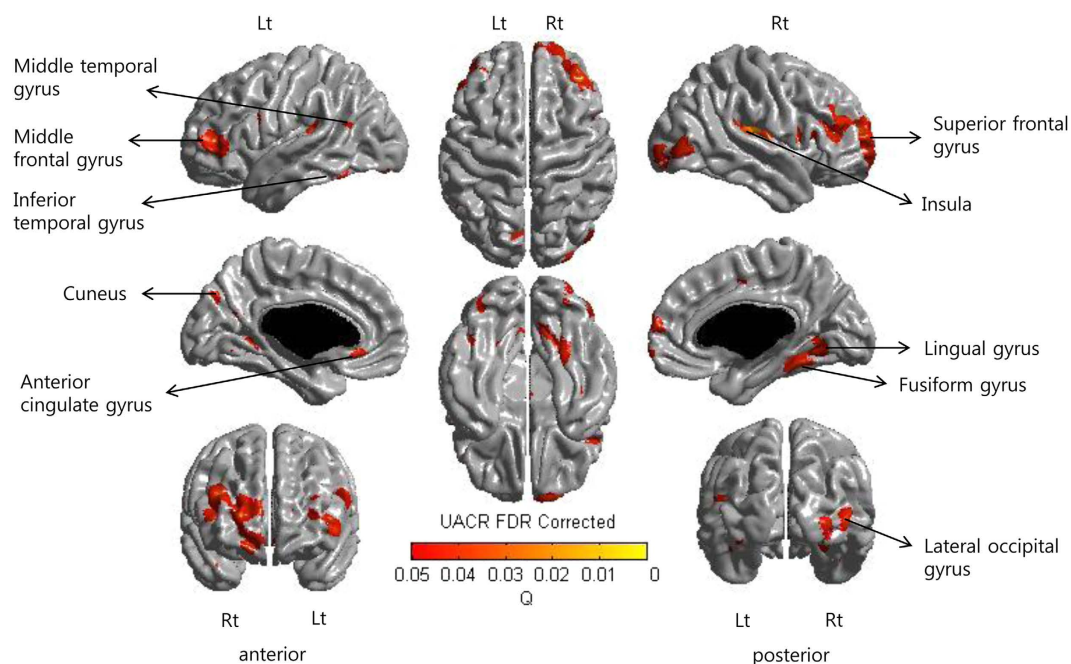 Lt
Lt Rt
Rt
Middle temporal
gyrus
Middle
frontal gyrus
Inferior
temporal gyrus
Superior frontal
gyrus
Insula
Cuneus
Anterior
cingulate gyrus
Lingual gyrus
Fusiform gyrus
UACR FDR Corrected
0.05 0.04 0.03 0.02 0.01 0
Q
Lateral occipital
gyrus
Rt Lt
anterior
Lt Rt
posterior